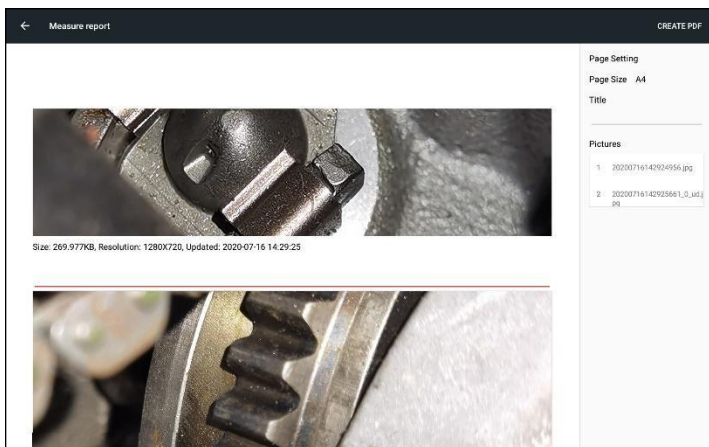 Measure report
CREATE PDF
Size: 269.977KB, Resolution: 1280X720, Updated: 2020-07-16 14:29:25
Page Setting
Page Size A4
Title
Pictures
1 20200716142924956.jpg
2 20200716142925661_0_ud.j
pg